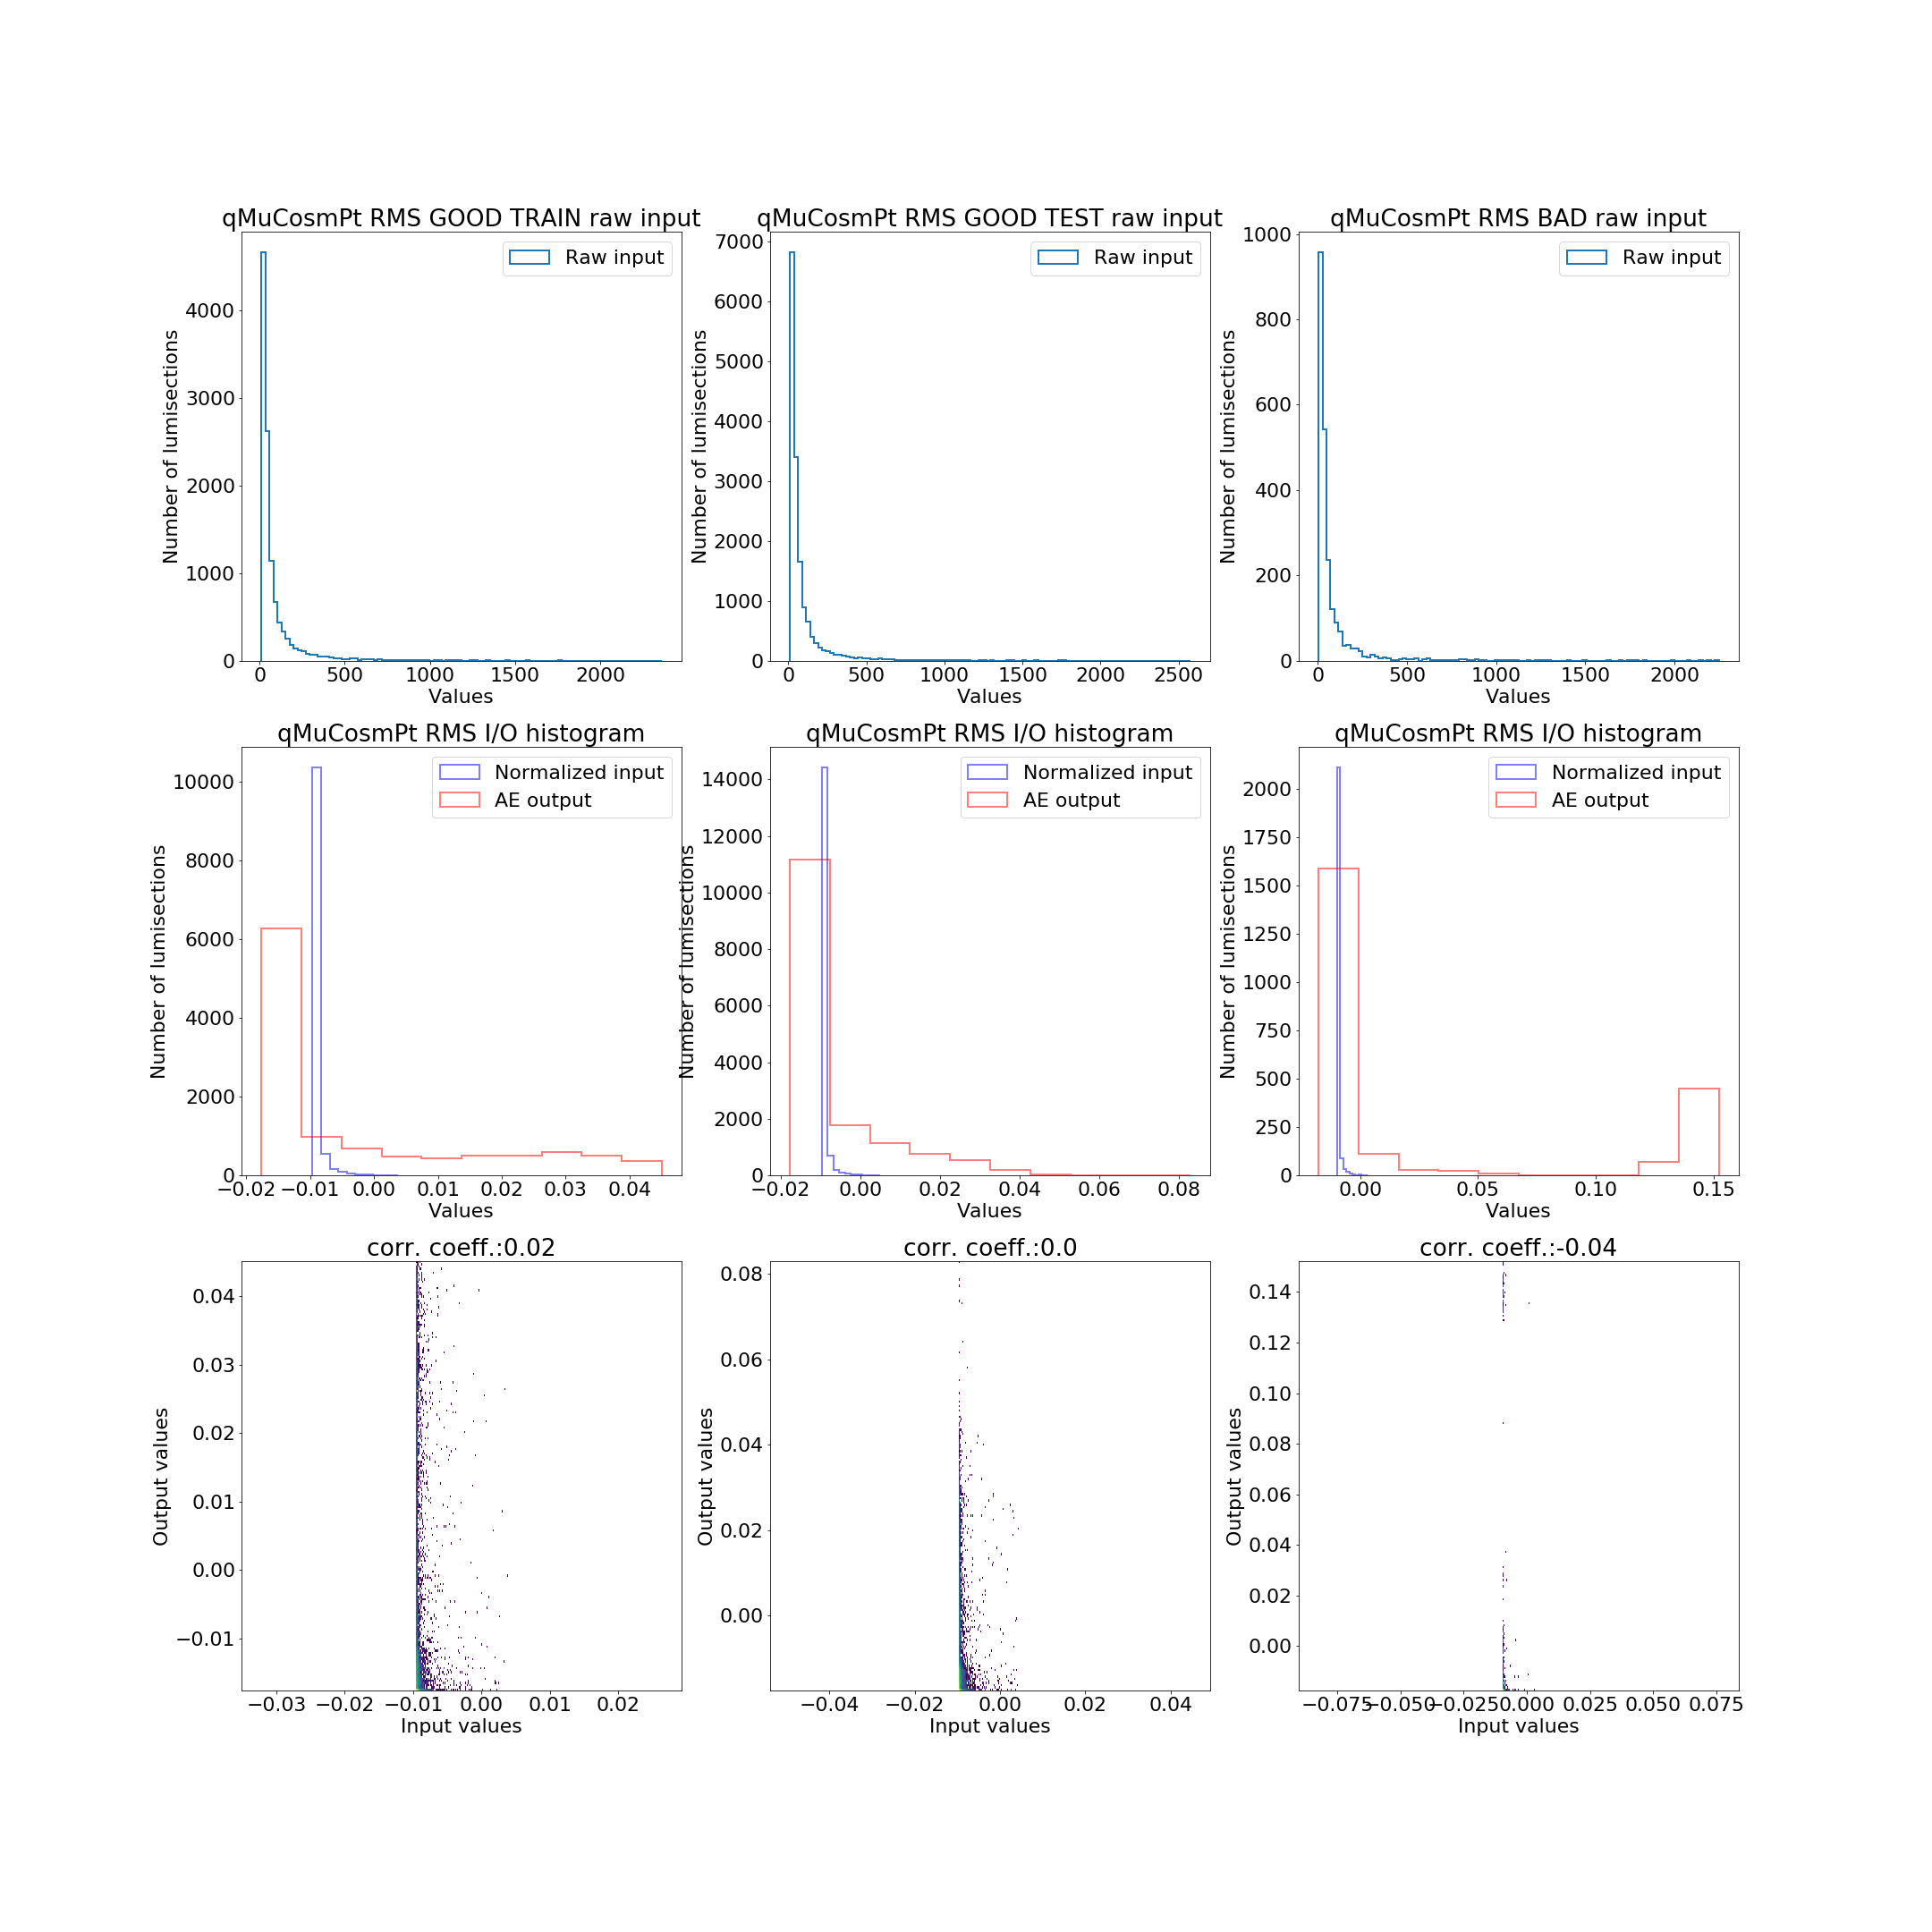 qMuCosmPt RMS GOOD TRAIN raw input
Raw input
Number of lumisections
4000
3000
2000
1000
0
0 500 1000 1500 2000
Values
qMuCosmPt RMS GOOD TEST raw input
Raw input
Number of lumisections
7000
6000
5000
4000
3000
2000
1000
0
0 500 1000 1500 2000 2500
Values
qMuCosmPt RMS BAD raw input
Raw input
Number of lumisections
1000
800
600
400
200
0
0 500 1000 1500 2000
Values
qMuCosmPt RMS I/O histogram
Normalized input
AE output
Number of lumisections
10000
8000
6000
4000
2000
0
−0.02 −0.01 0.00 0.01 0.02 0.03 0.04
Values
qMuCosmPt RMS I/O histogram
Normalized input
AE output
Number of lumisections
14000
12000
10000
8000
6000
4000
2000
0
−0.02 0.00 0.02 0.04 0.06 0.08
Values
qMuCosmPt RMS I/O histogram
Normalized input
AE output
Number of lumisections
2000
1750
1500
1250
1000
750
500
250
0
0.00 0.05 0.10 0.15
Values
corr. coeff.:0.02
Output values
0.04
0.03
0.02
0.01
0.00
−0.01
−0.03 −0.02 −0.01 0.00 0.01 0.02
Input values
corr. coeff.:0.0
Output values
0.08
0.06
0.04
0.02
0.00
−0.04 −0.02 0.00 0.02 0.04
Input values
corr. coeff.:-0.04
Output values
0.14
0.12
0.10
0.08
0.06
0.04
0.02
0.00
−0.075 −0.050 −0.025 0.000 0.025 0.050 0.075
Input values